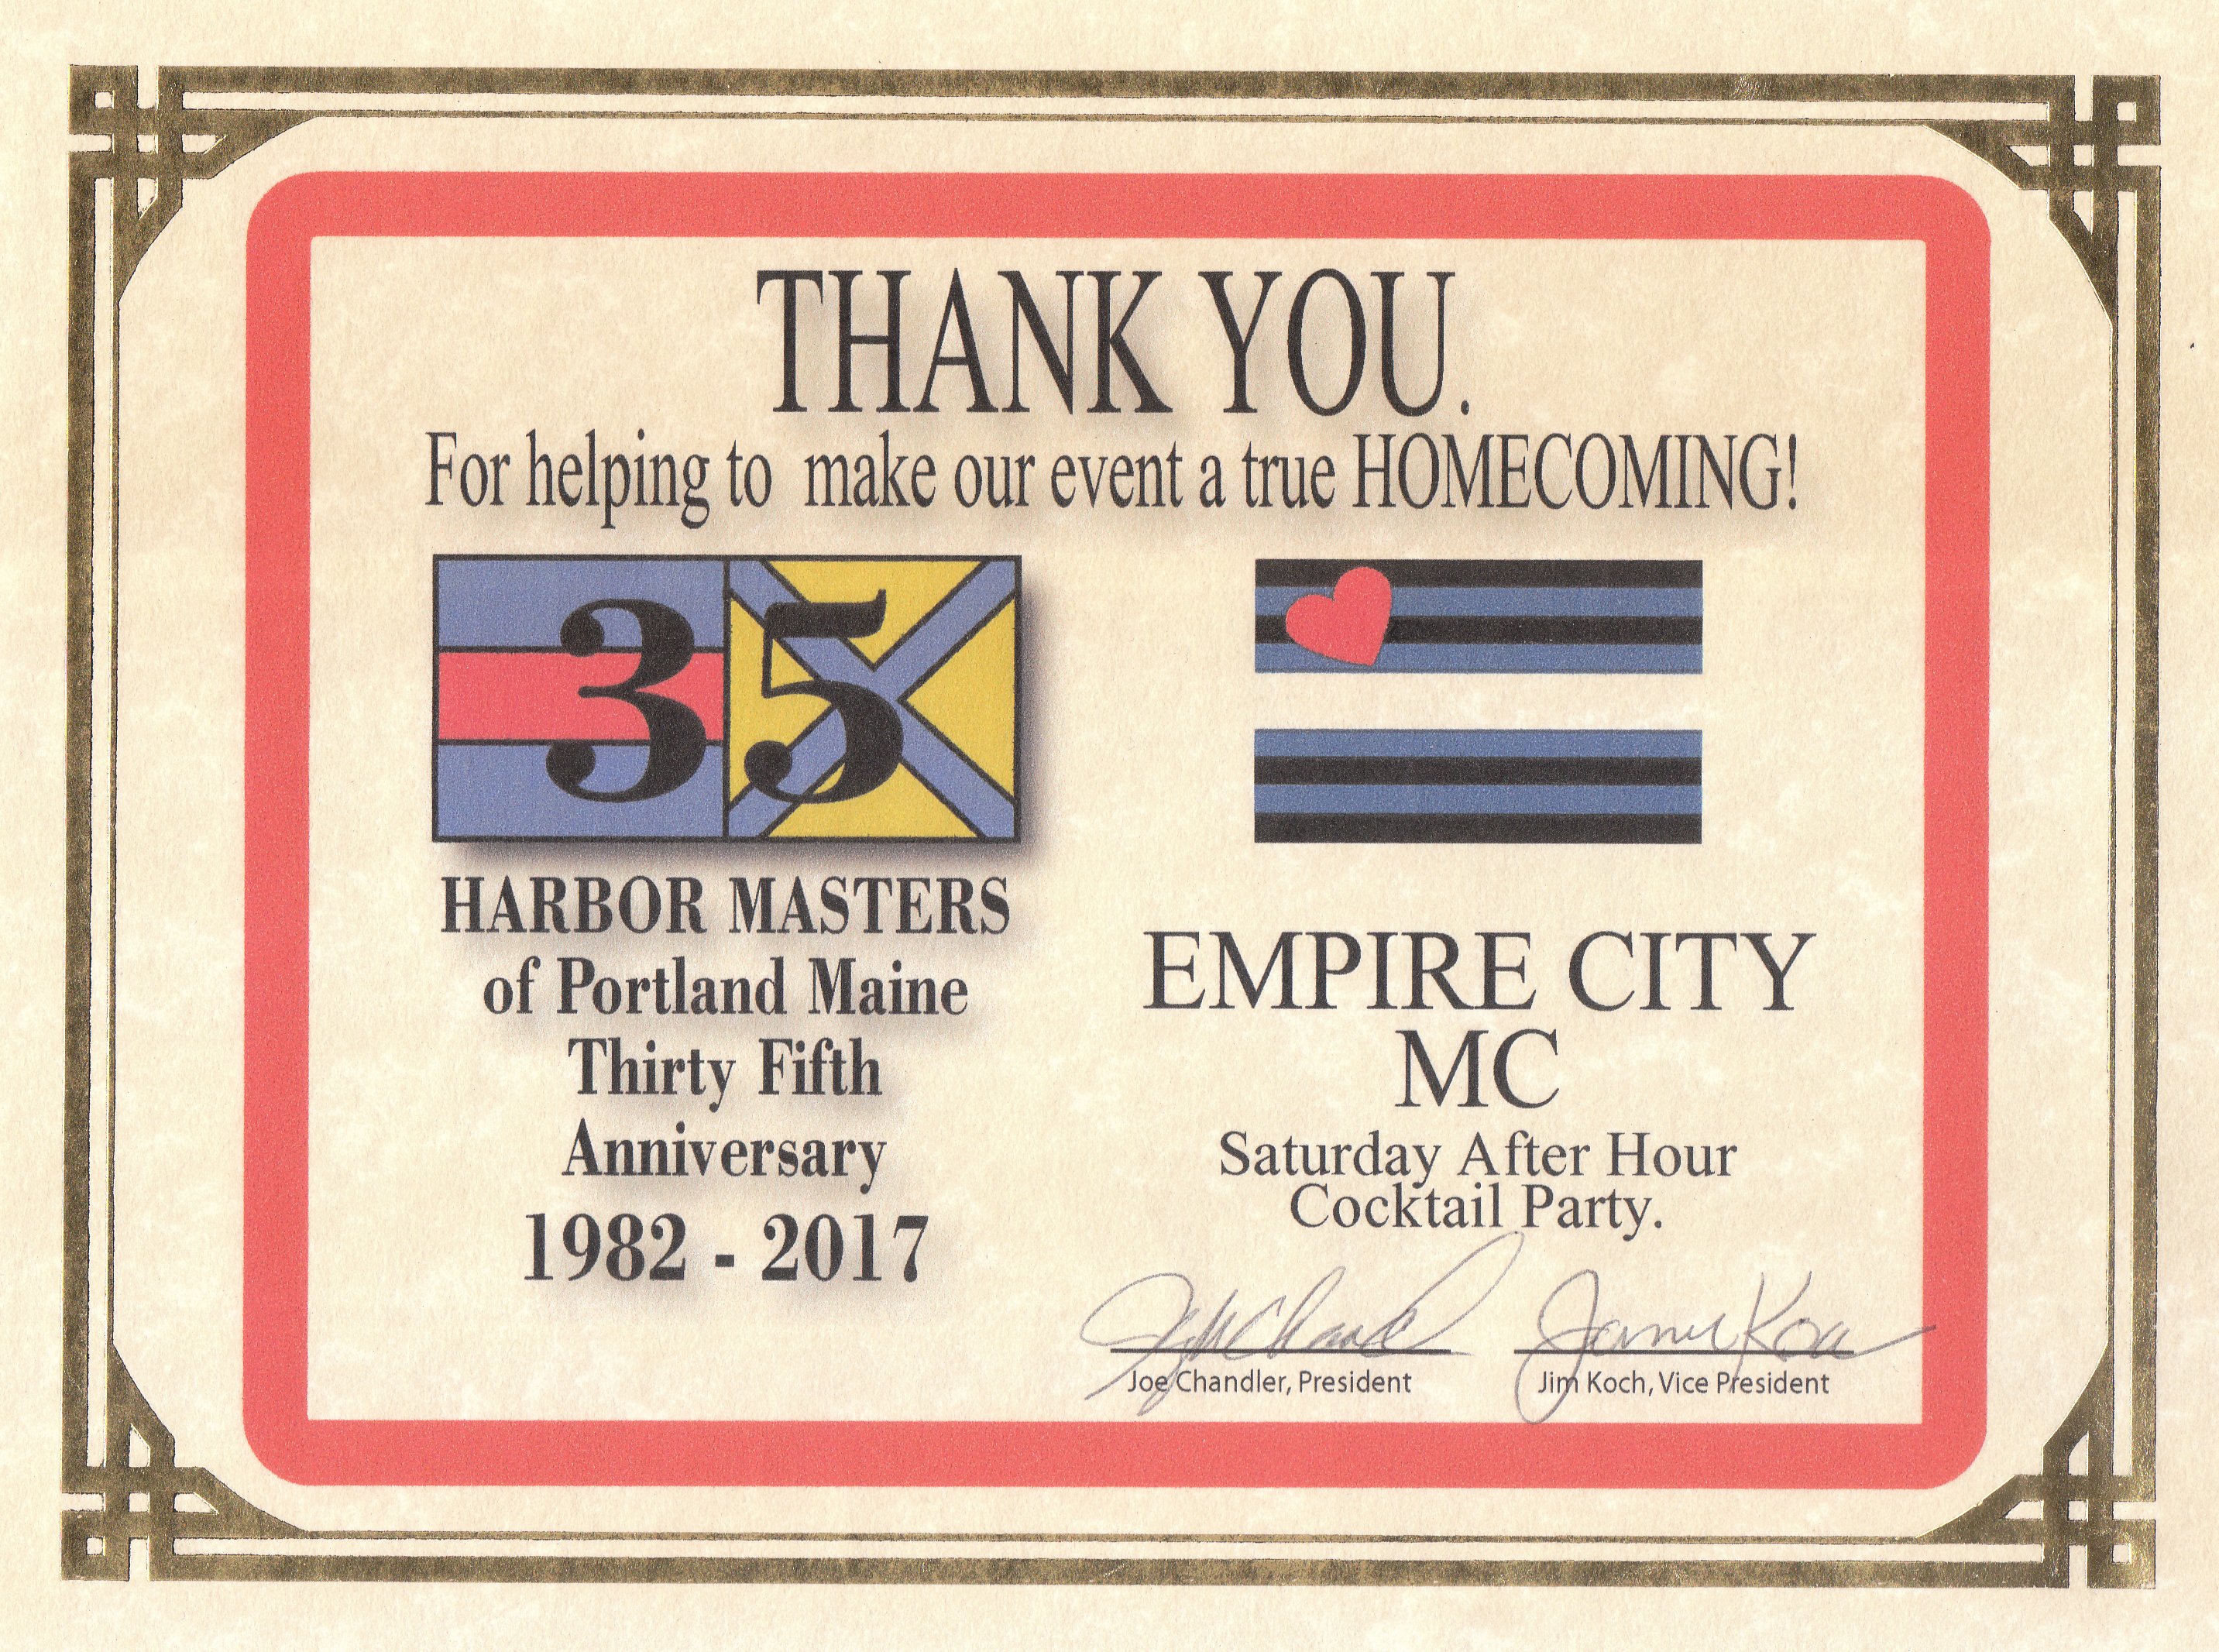 THANK YOU.
For helping to make our event a true HOMECOMING!
35
HARBOR MASTERS
of Portland Maine
Thirty Fifth
Anniversary
1982 - 2017
EMPIRE CITY
MC
Saturday After Hour
Cocktail Party.
Joe Chandler, President
Jim Koch, Vice President